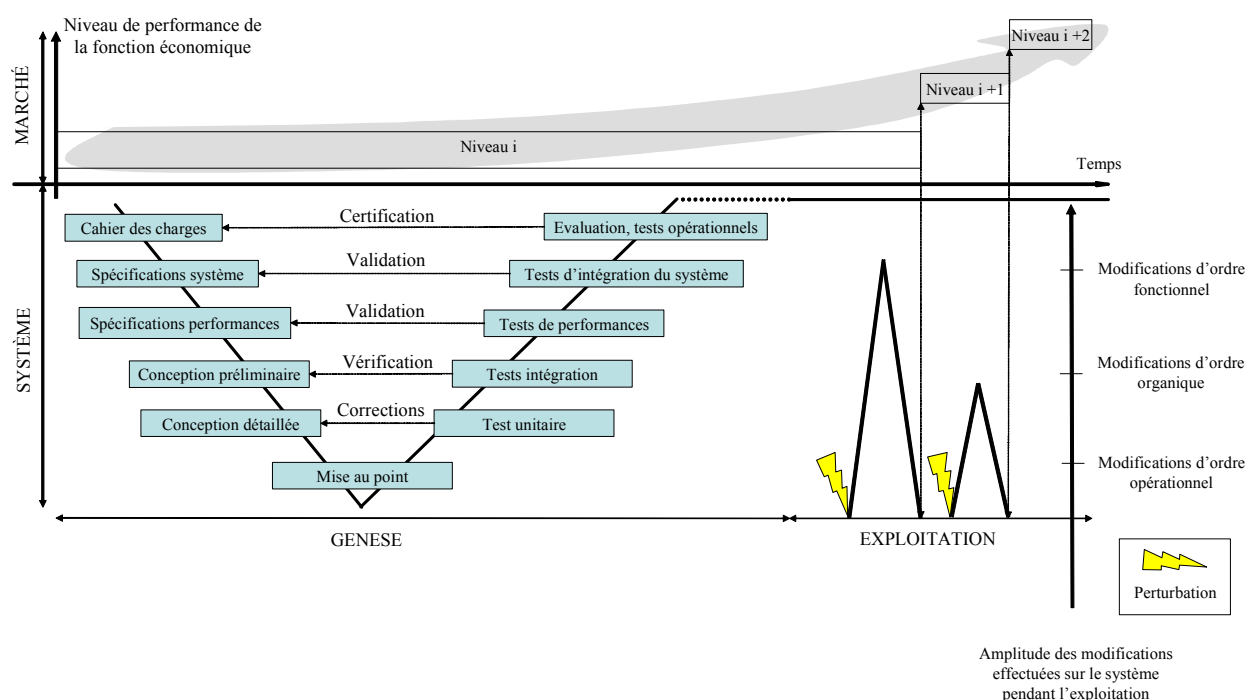 Niveau de performance de
la fonction économique
MARCHÉ
Niveau i +2
Niveau i +1
Niveau i
Temps
SYSTÈME
Cahier des charges
Certification
Evaluation, tests opérationnels
Spécifications système
Validation
Tests d’intégration du système
Spécifications performances
Validation
Tests de performances
Conception préliminaire
Vérification
Tests intégration
Conception détaillée
Corrections
Test unitaire
Mise au point
GENESE
EXPLOITATION
Modifications d’ordre
fonctionnel
Modifications d’ordre
organique
Modifications d’ordre
opérationnel
Perturbation
Amplitude des modifications
effectuées sur le système
pendant l’exploitation